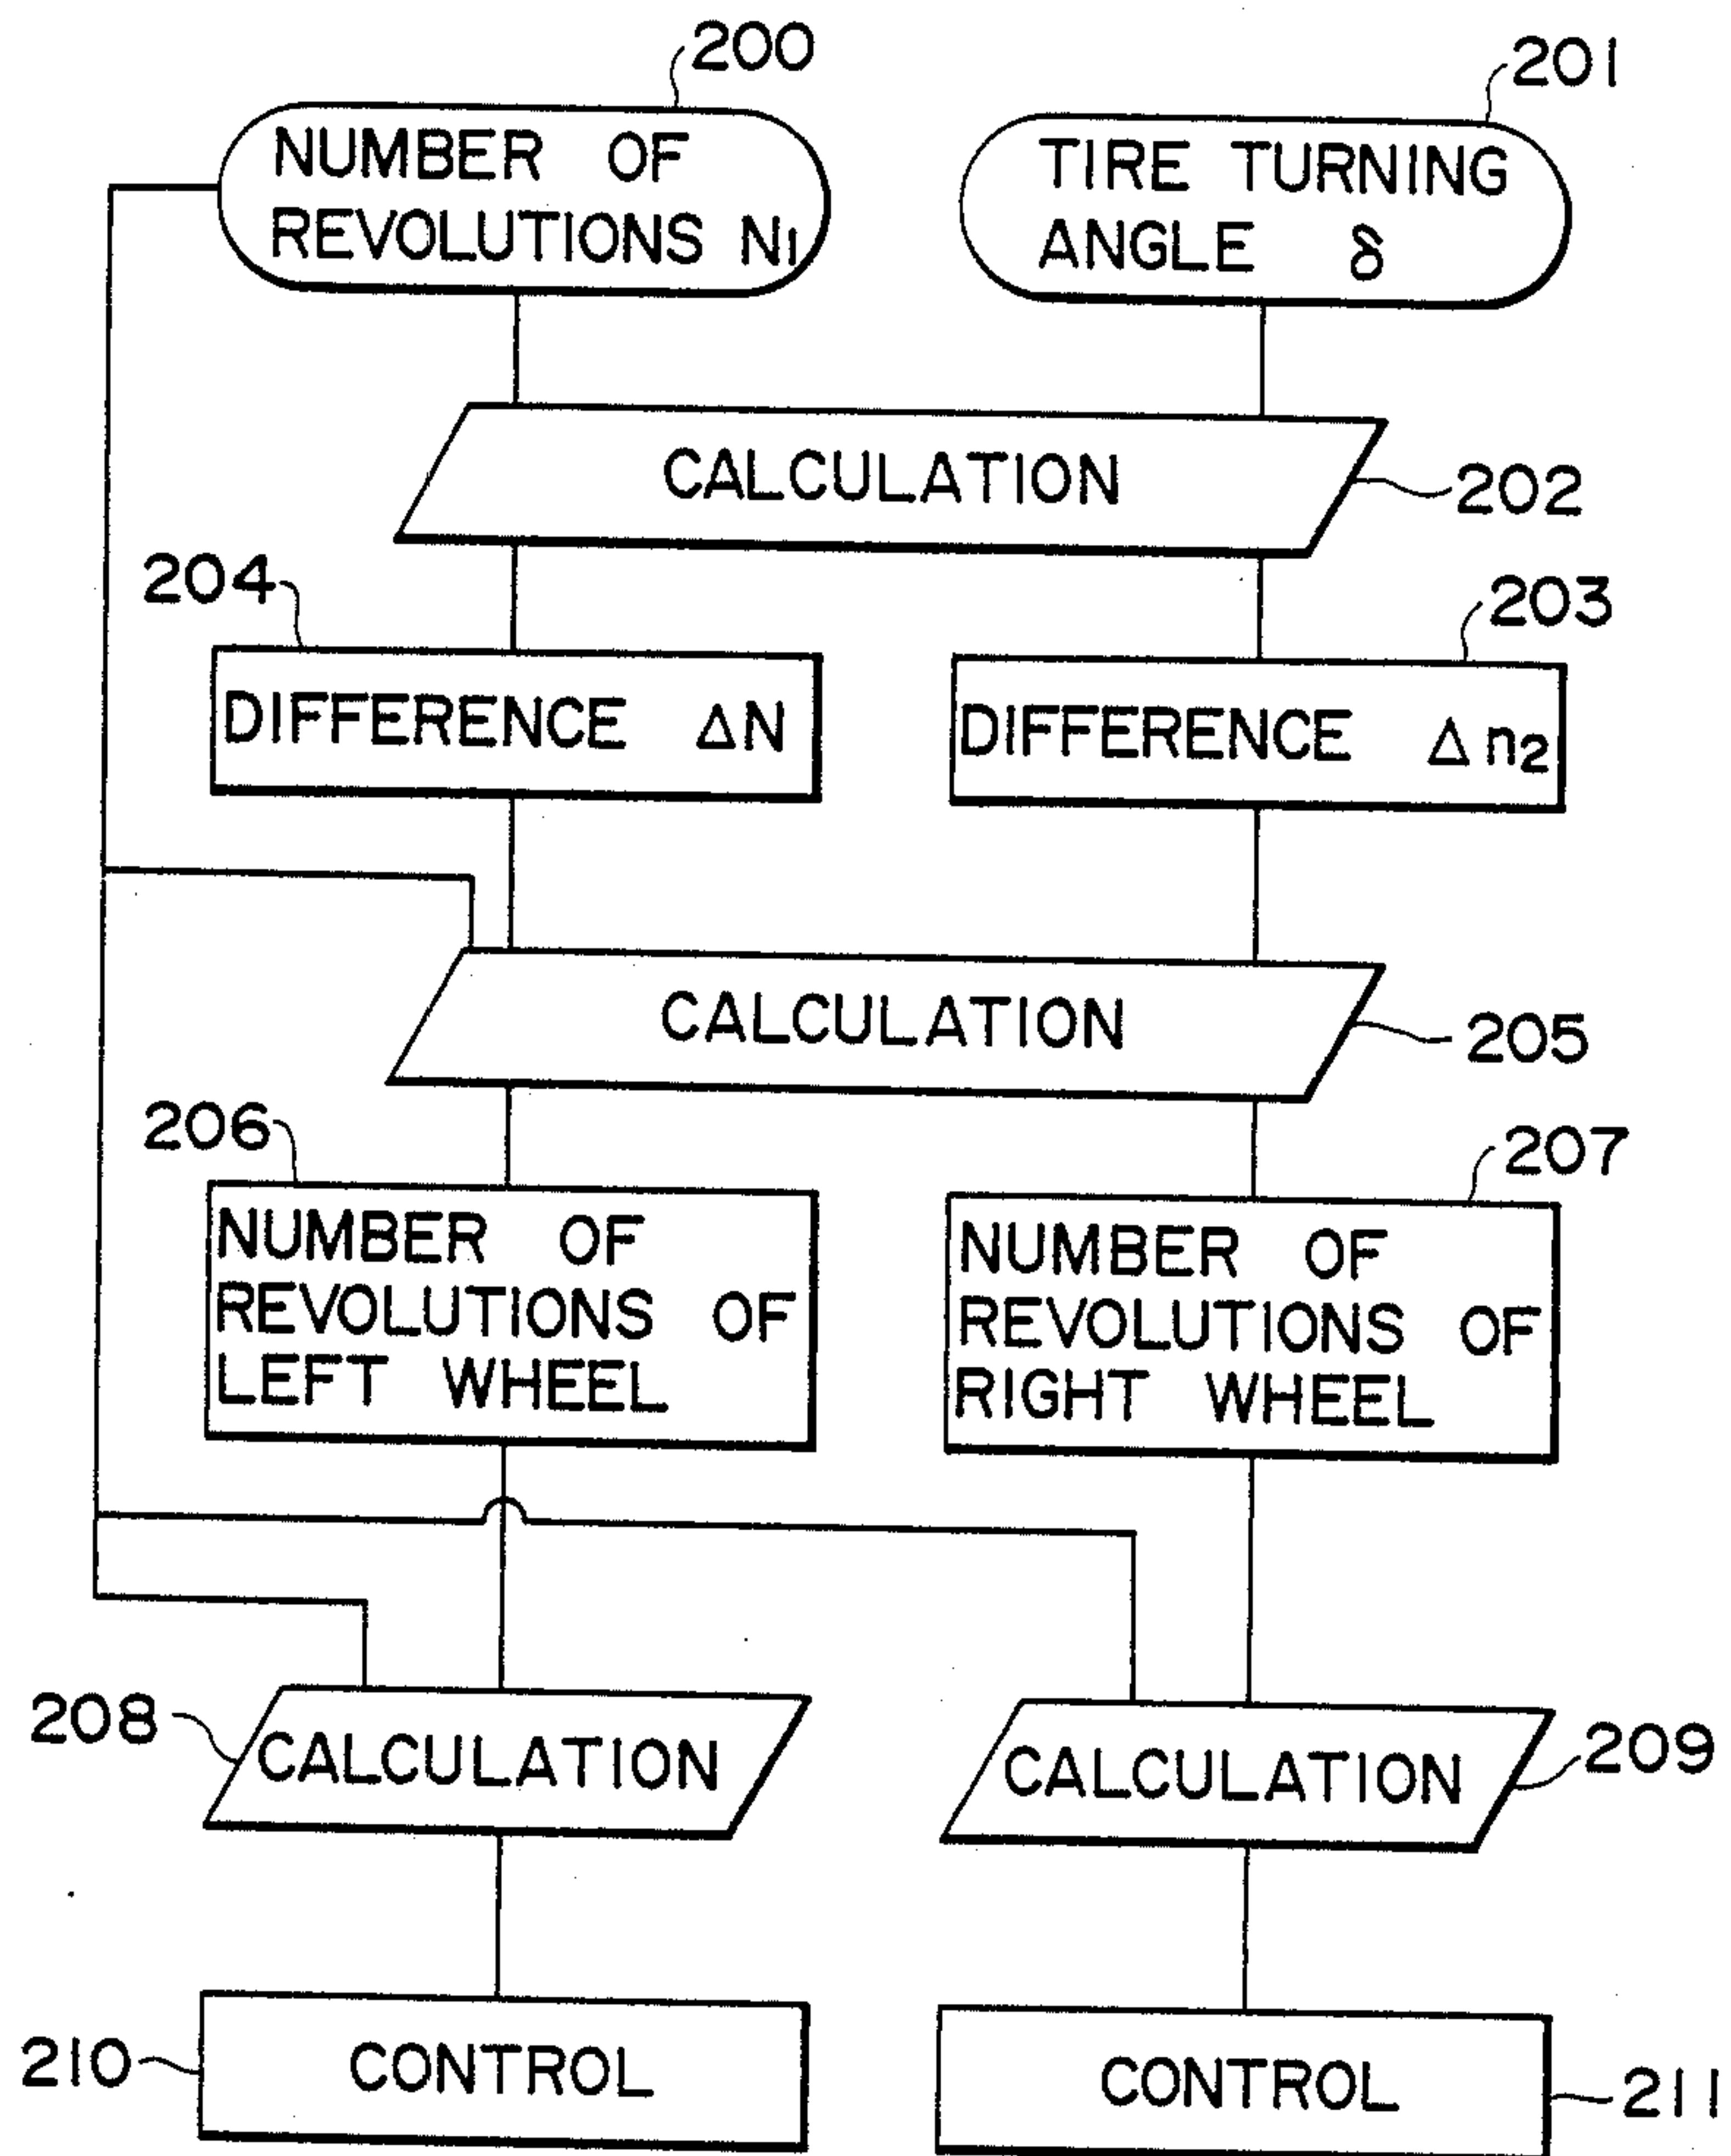 200
201
NUMBER OF
REVOLUTIONS N1
TIRE TURNING
ANGLE δ
CALCULATION
202
204
203
DIFFERENCE ΔN
DIFFERENCE Δn2
CALCULATION
205
206
207
NUMBER OF
REVOLUTIONS OF
LEFT WHEEL
NUMBER OF
REVOLUTIONS OF
RIGHT WHEEL
208
CALCULATION
CALCULATION
209
210
CONTROL
CONTROL
211